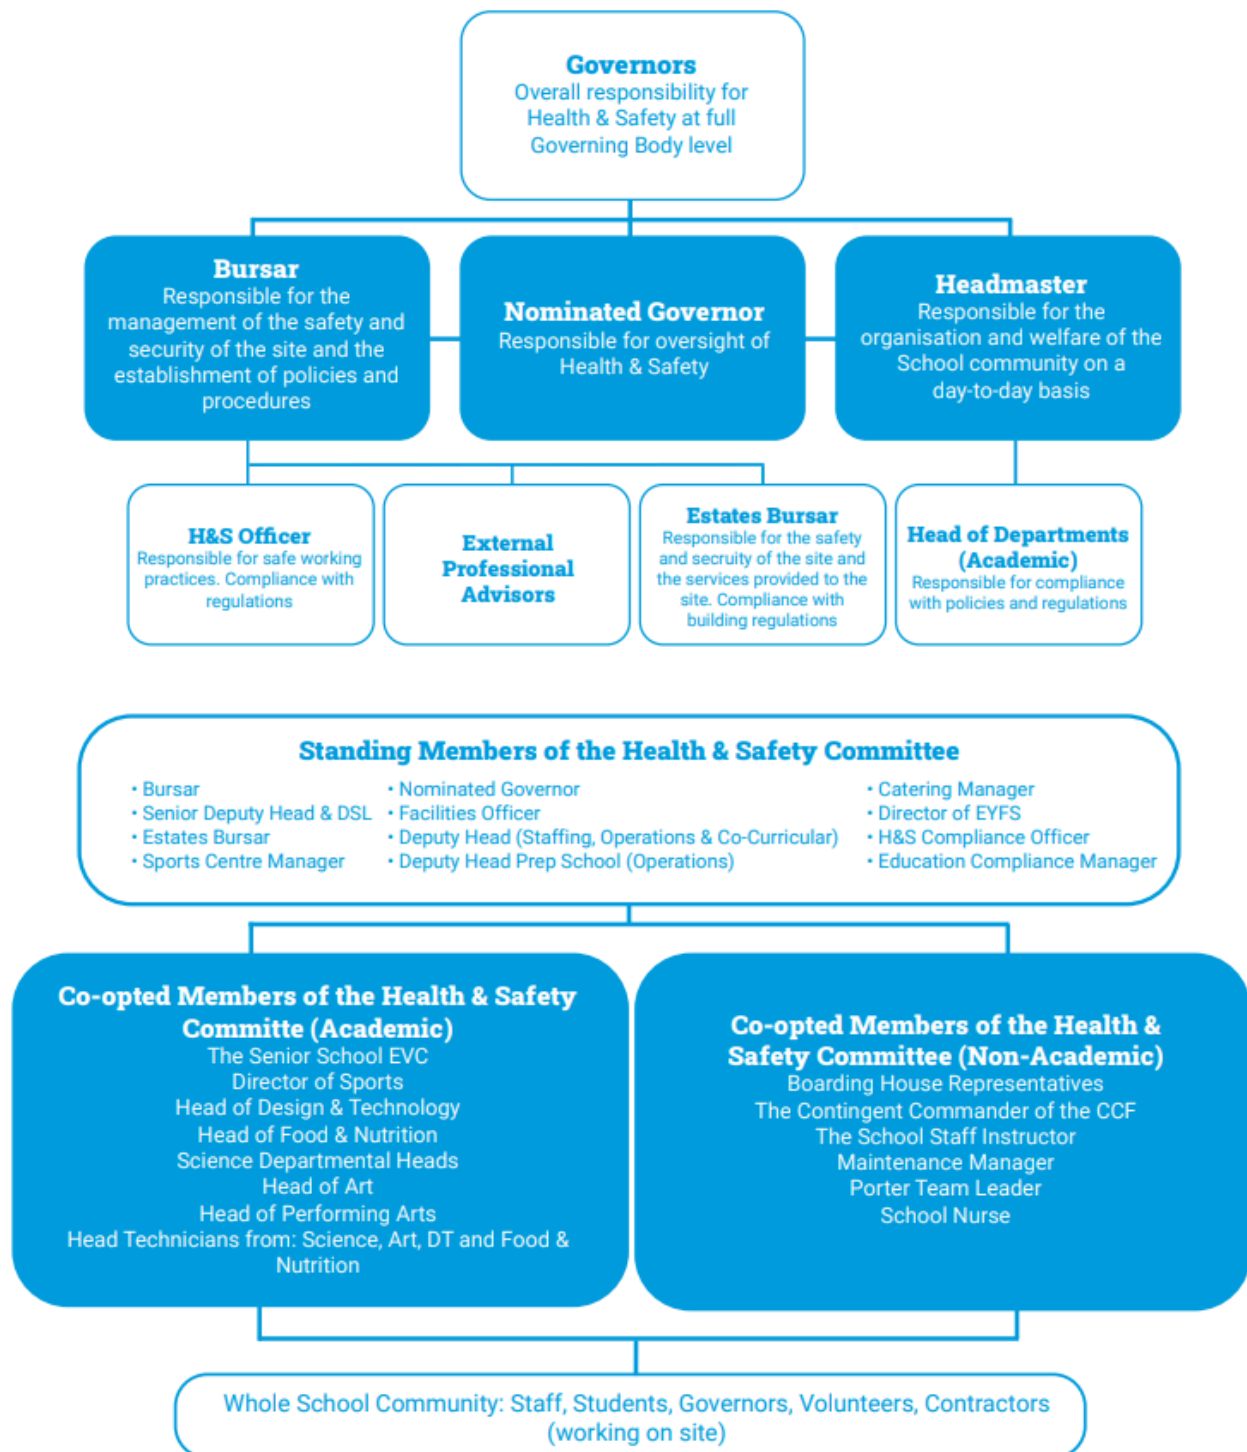 Governors
Overall responsibility for
Health & Safety at full
Governing Body level
Bursar
Responsible for the
management of the safety and
security of the site and the
establishment of policies and
procedures
Nominated Governor
Responsible for oversight of
Health & Safety
Headmaster
Responsible for the
organisation and welfare of the
School community on a
day-to-day basis
H&S Officer
Responsible for safe working
practices. Compliance with
regulations
External
Professional
Advisors
Estates Bursar
Responsible for the safety
and secruity of the site and
the services provided to the
site. Compliance with
building regulations
Head of Departments
(Academic)
Responsible for compliance
with policies and regulations
Standing Members of the Health & Safety Committee
• Bursar
• Senior Deputy Head & DSL
• Estates Bursar
• Sports Centre Manager
• Nominated Governor
• Facilities Officer
• Deputy Head (Staffing, Operations & Co-Curricular)
• Deputy Head Prep School (Operations)
• Catering Manager
• Director of EYFS
• H&S Compliance Officer
• Education Compliance Manager
Co-opted Members of the Health & Safety
Committe (Academic)
The Senior School EVC
Director of Sports
Head of Design & Technology
Head of Food & Nutrition
Science Departmental Heads
Head of Art
Head of Performing Arts
Head Technicians from: Science, Art, DT and Food &
Nutrition
Co-opted Members of the Health &
Safety Committee (Non-Academic)
Boarding House Representatives
The Contingent Commander of the CCF
The School Staff Instructor
Maintenance Manager
Porter Team Leader
School Nurse
Whole School Community: Staff, Students, Governors, Volunteers, Contractors
(working on site)